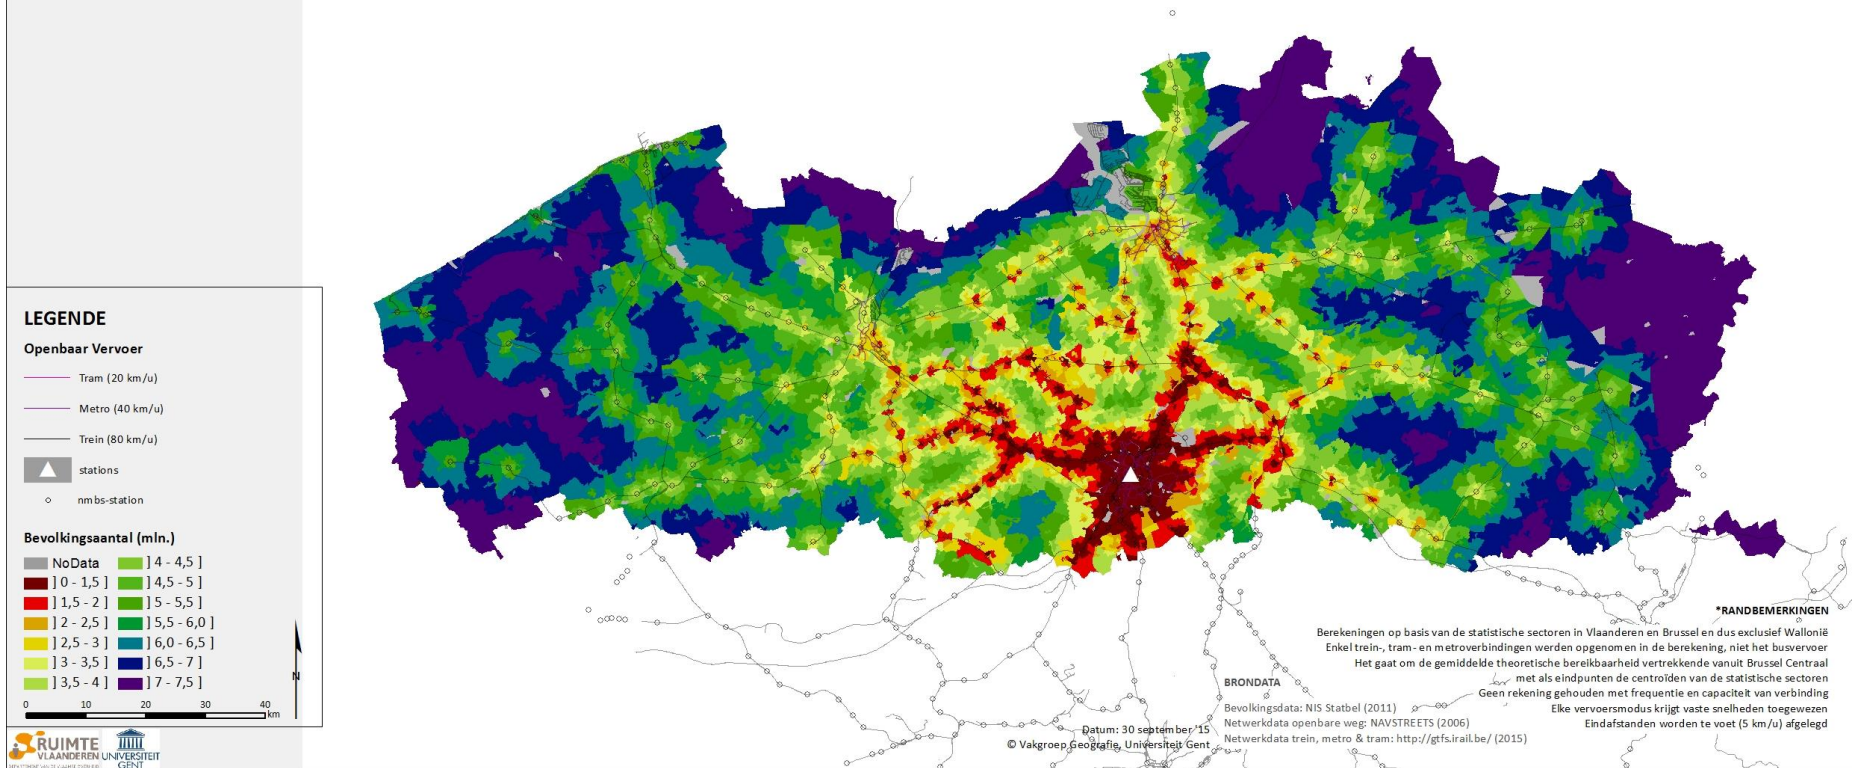 LEGENDE
Openbaar Vervoer
Tram (20 km/u)
Metro (40 km/u)
Trein (80 km/u)
stations
nmbs-station
Bevolkingsaantal (mln.)
NoData
] 0 - 1,5 ]
] 1,5 - 2 ]
] 2 - 2,5 ]
] 2,5 - 3 ]
] 3 - 3,5 ]
] 3,5 - 4 ]
] 4 - 4,5 ]
] 4,5 - 5 ]
] 5 - 5,5 ]
] 5,5 - 6,0 ]
] 6,0 - 6,5 ]
] 6,5 - 7 ]
] 7 - 7,5 ]
0 10 20 30 40
km
N
RUIMTE
VLAANDEREN
UNIVERSITEIT
GENT
*RANDBEMERKINGEN
Berekeningen op basis van de statistische sectoren in Vlaanderen en Brussel en dus exclusief Wallonië
Enkel trein-, tram- en metroverbindingen werden opgenomen in de berekening, niet het busvervoer
Het gaat om de gemiddelde theoretische bereikbaarheid vertrekkende vanuit Brussel Centraal
met als eindpunten de centroïden van de statistische sectoren
Geen rekening gehouden met frequentie en capaciteit van verbinding
Elke vervoersmodus krijgt vaste snelheden toegewezen
Eindafstanden worden te voet (5 km/u) afgelegd
BRONDATA
Bevolkingsdata: NIS Statbel (2011)
Netwerkdata openbare weg: NAVSTREETS (2006)
Netwerkdata trein, metro & tram: http://gtfs.irail.be/ (2015)
Datum: 30 september '15
© Vakgroep Geografie, Universiteit Gent